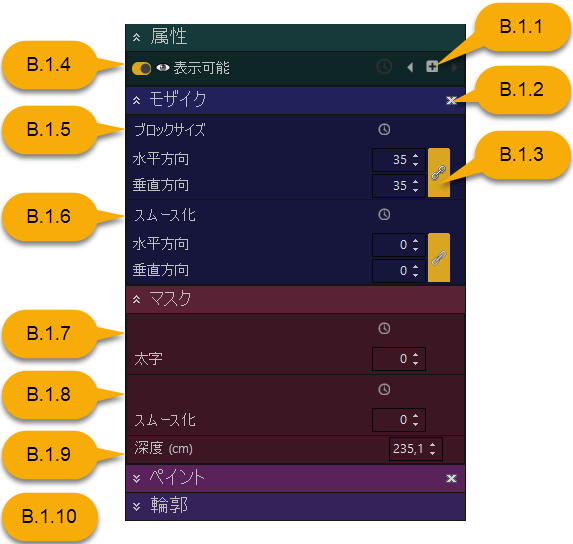 属性
B.1.1
B.1.4
表示可能
モザイク
B.1.2
B.1.5
ブロックサイズ
水平方向 35
B.1.3
垂直方向 35
B.1.6
スムース化
水平方向 0
垂直方向 0
マスク
B.1.7
太字 0
B.1.8
スムース化 0
B.1.9
深度 (cm) 235,1
ペイント
B.1.10
輪郭